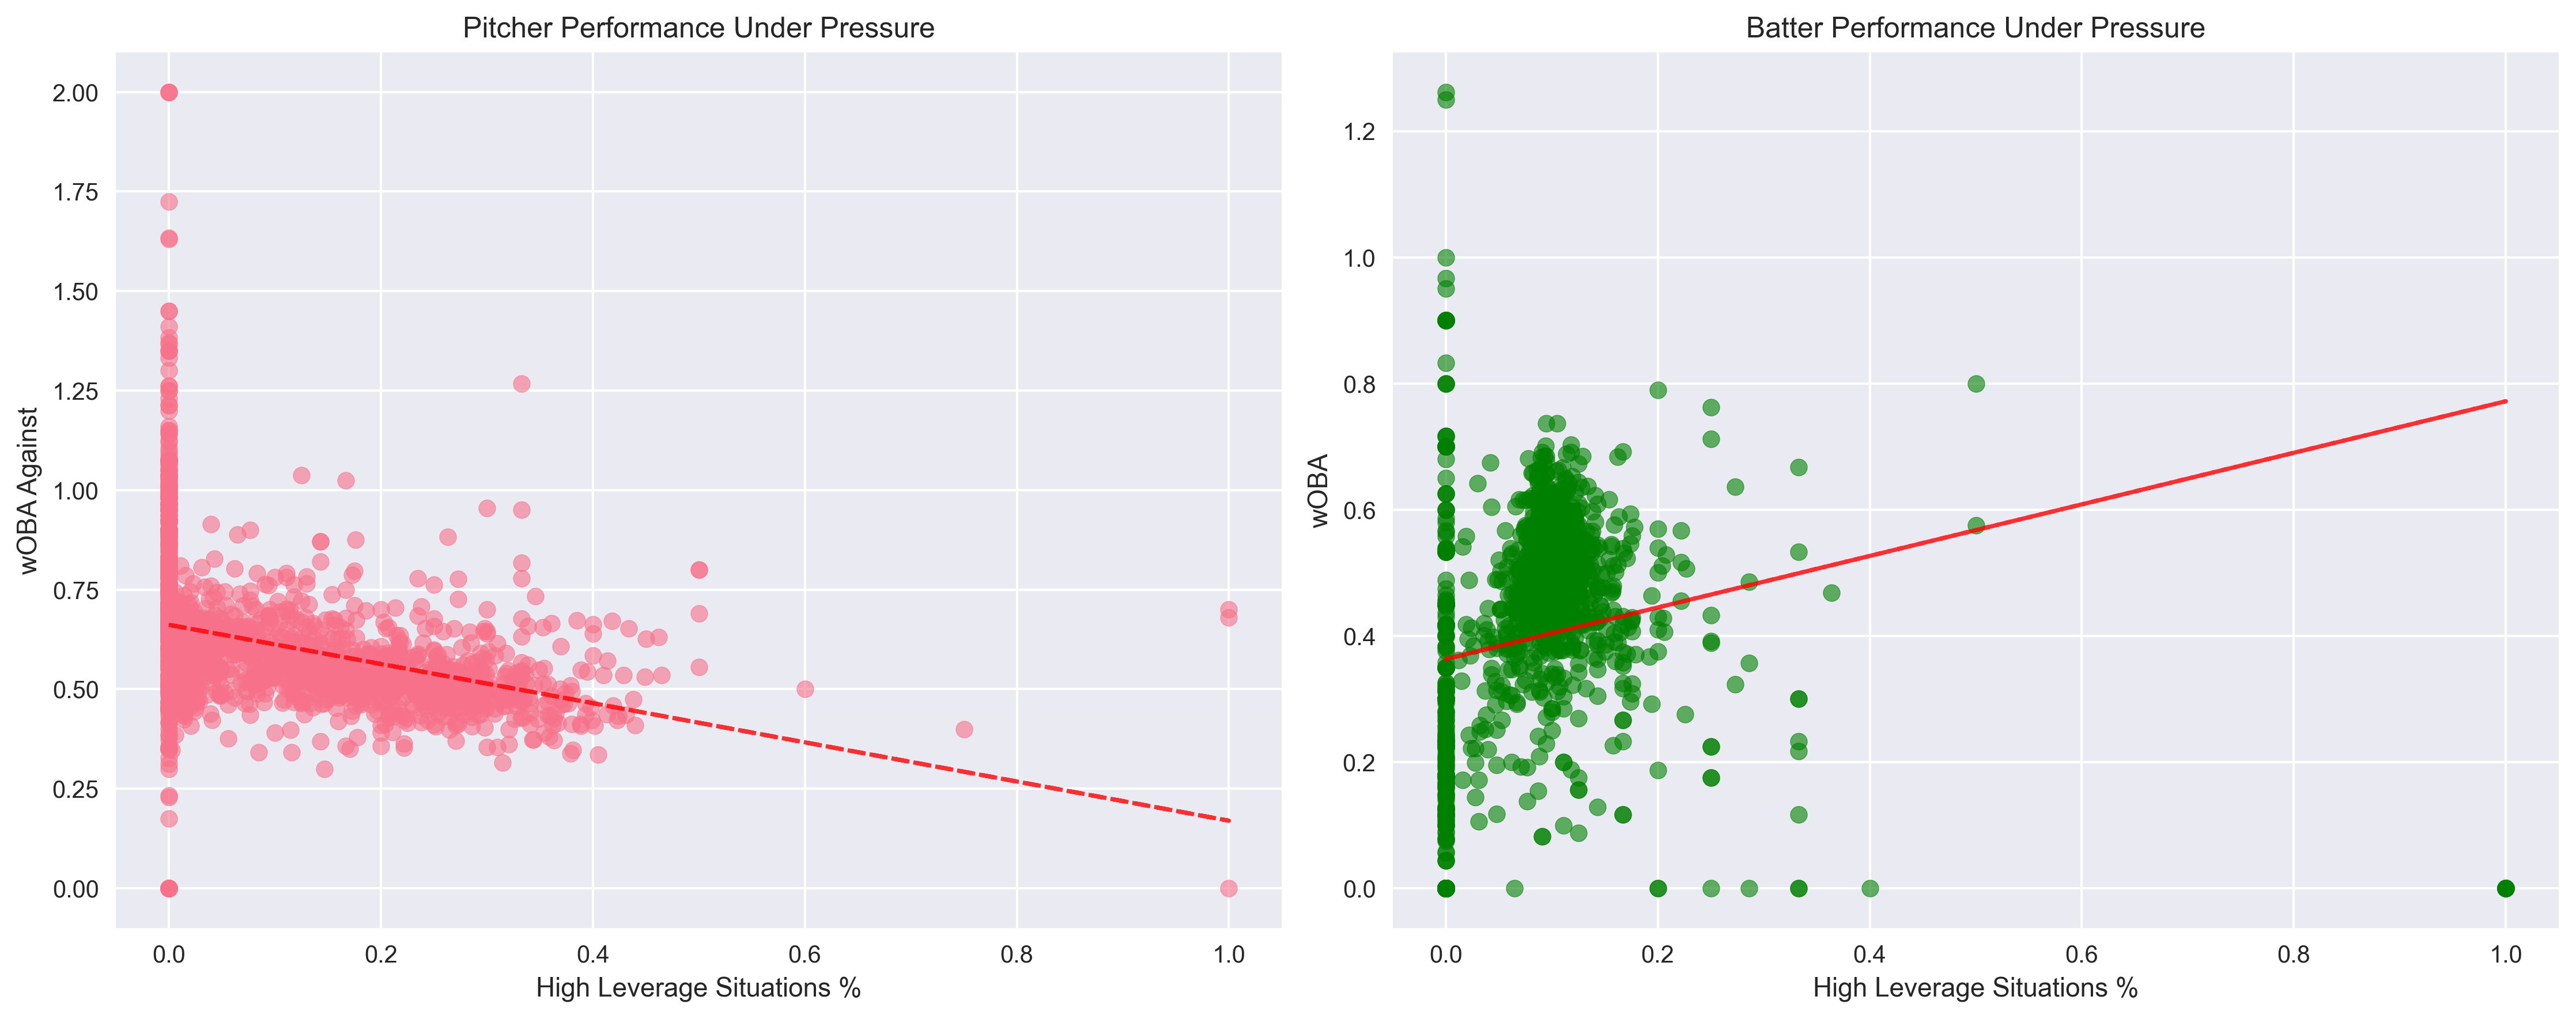 Pitcher Performance Under Pressure
2.00
1.75
1.50
1.25
1.00
0.75
0.50
0.25
0.00
wOBA Against
0.0 0.2 0.4 0.6 0.8 1.0
High Leverage Situations %
Batter Performance Under Pressure
1.2
1.0
0.8
0.6
0.4
0.2
0.0
wOBA
0.0 0.2 0.4 0.6 0.8 1.0
High Leverage Situations %